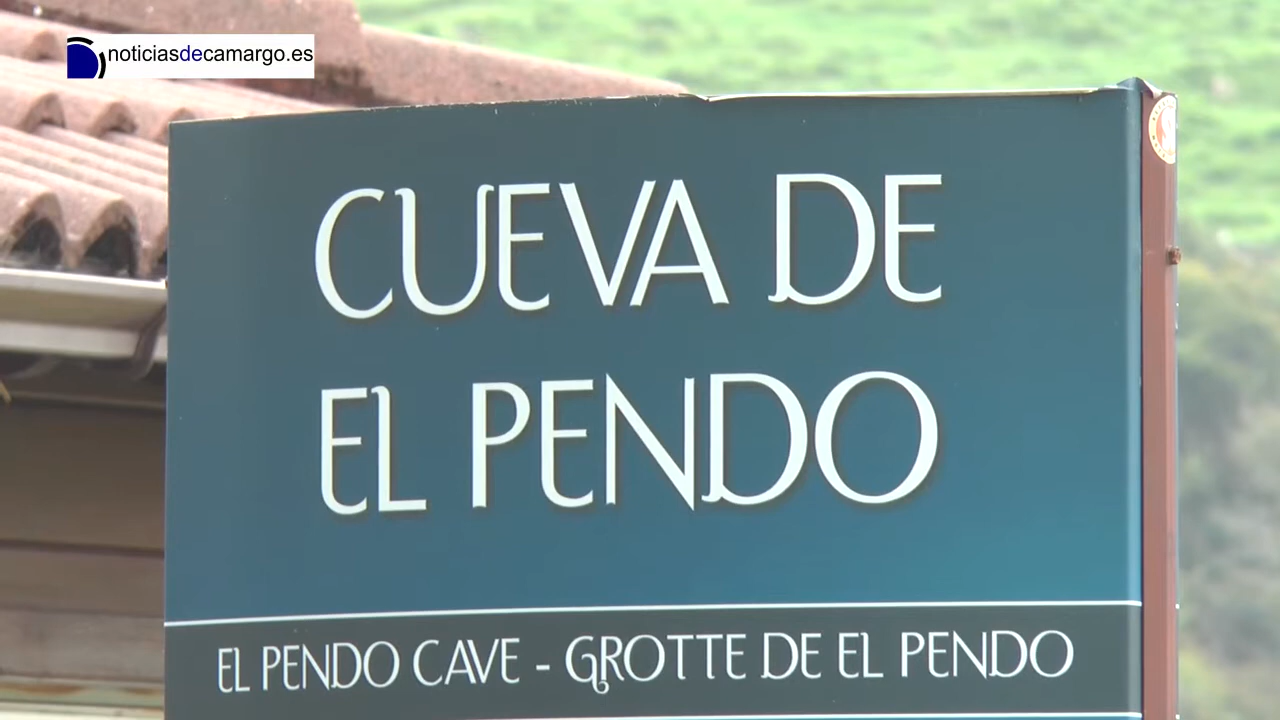 noticiasdecamargo.es
CUEVA DE
EL PENDO
EL PENDO CAVE - GROTTE DE EL PENDO